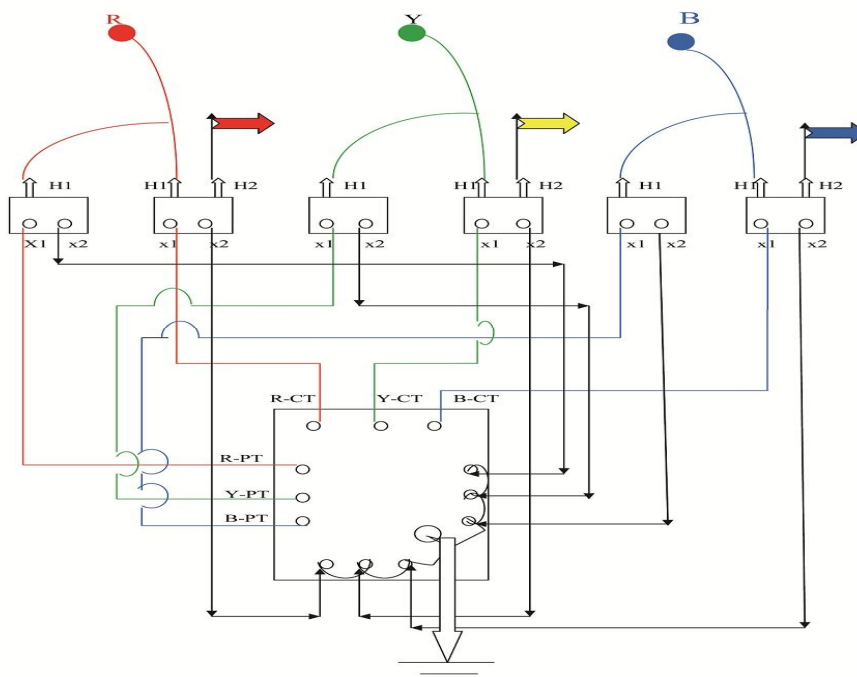 R Y B
H1 H1 H2 H1 H1 H2 H1 H1 H2
X1 x2 x1 x2 x1 x2 x1 x2 x1 x2 x1 x2
R-CT Y-CT B-CT
R-PT
Y-PT
B-PT